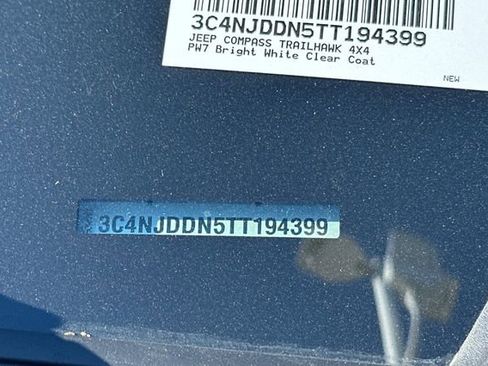 3C4NJDDN5TT194399
JEEP COMPASS TRAILHAWK 4X4
PW7 Bright White Clear Coat
NEW
3C4NJDDN5TT194399